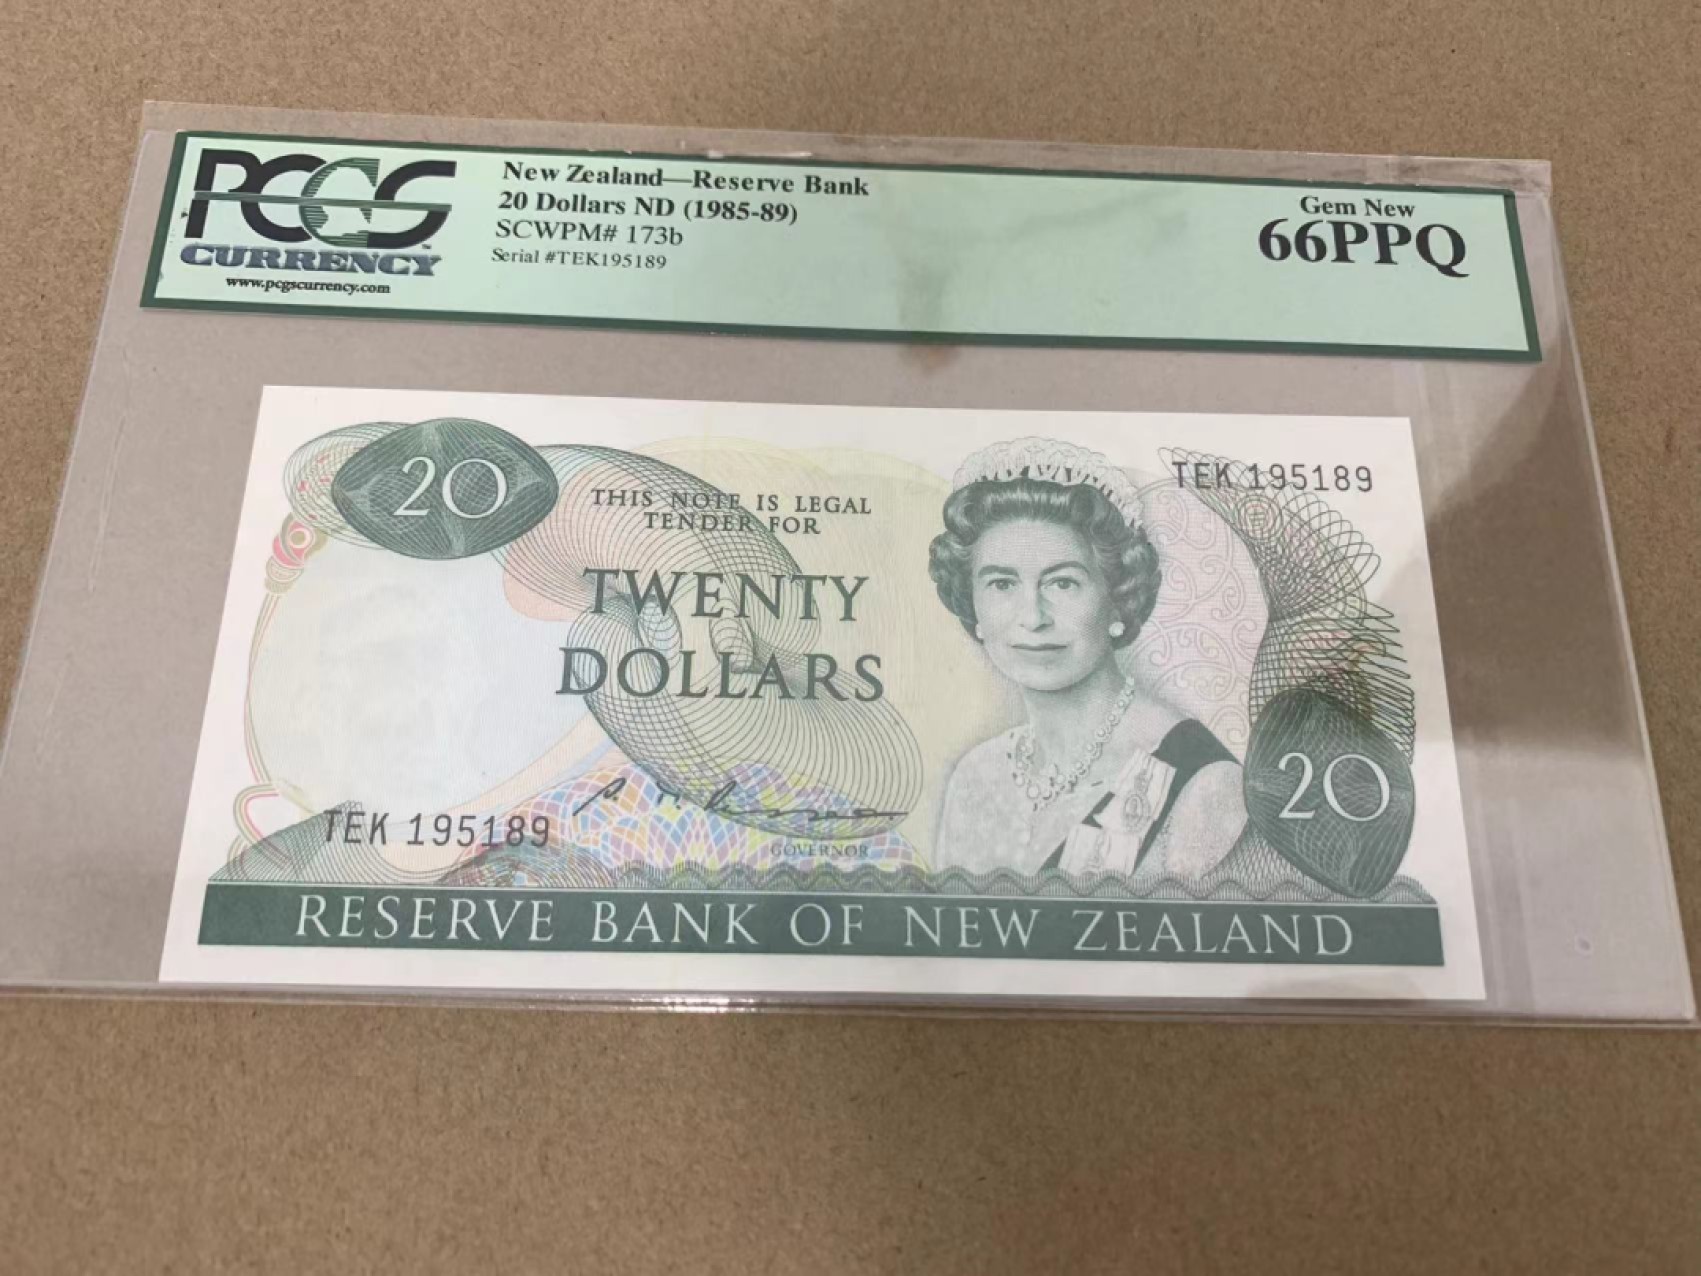 PCGS
CURRENCY
www.pcgscurrency.com
New Zealand—Reserve Bank
20 Dollars ND (1985-89)
SCWPM# 173b
Serial #TEK195189
Gem New
66PPQ
20
THIS NOTE IS LEGAL
TENDER FOR
TWENTY
DOLLARS
TEK 195189
TEK 195189
GOVERNOR
20
RESERVE BANK OF NEW ZEALAND